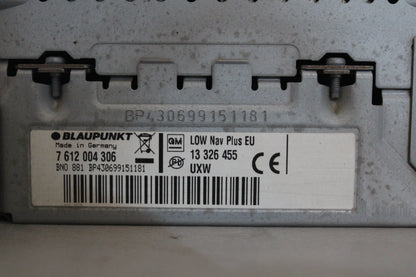 BP430699151181
BLAUPUNKT
Made in Germany
7 612 004 306
BNO 881 BP430699151181
GM LOW Nav Plus EU
Pb 13 326 455
UXW CE